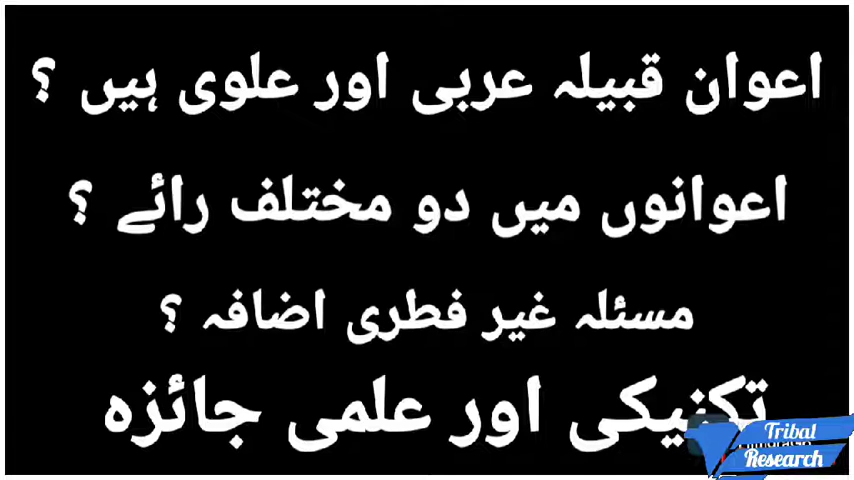 اعوان قبیلہ عربی اور علوی ہیں ؟
اعوانوں میں دو مختلف رائے ؟
مسئلہ غیر فطری اضافہ ؟
تکنیکی اور علمی جائزہ
Tribal
Research